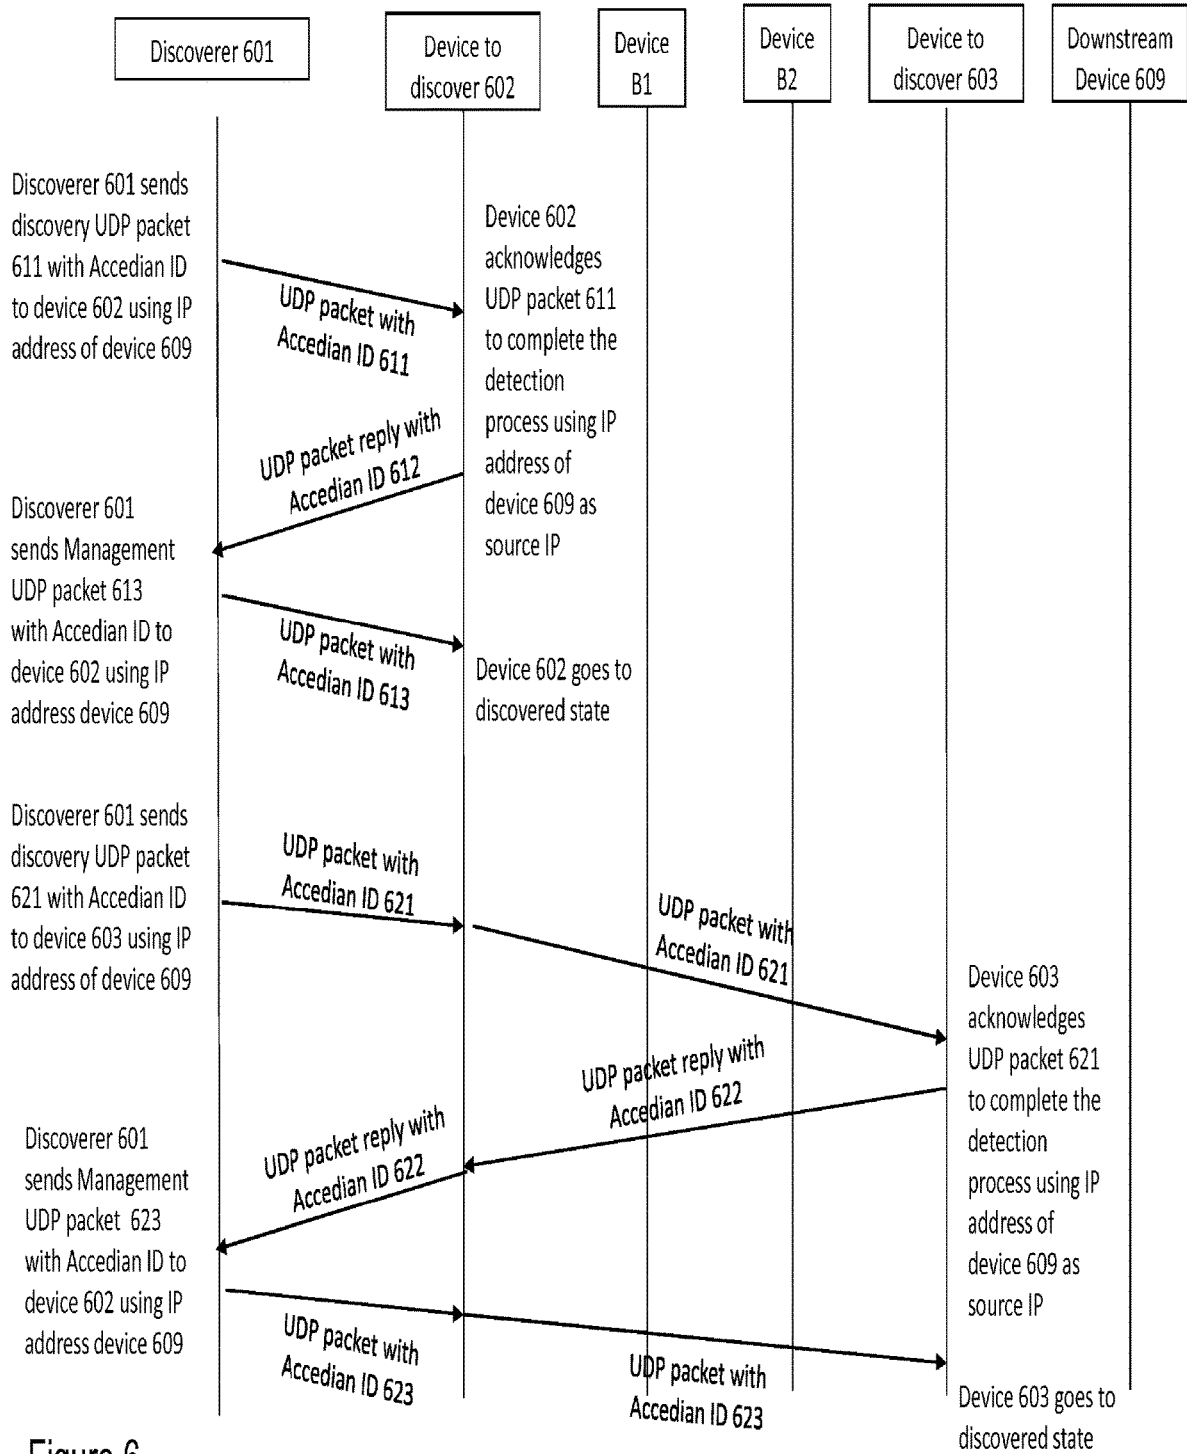 Discoverer 601
Device to
discover 602
Device
B1
Device
B2
Device to
discover 603
Downstream
Device 609
Discoverer 601 sends
discovery UDP packet
611 with Accedian ID
to device 602 using IP
address of device 609
UDP packet with
Accedian ID 611
Device 602
acknowledges
UDP packet 611
to complete the
detection
process using IP
address of
device 609 as
source IP
UDP packet reply with
Accedian ID 612
Discoverer 601
sends Management
UDP packet 613
with Accedian ID to
device 602 using IP
address device 609
UDP packet with
Accedian ID 613
Device 602 goes to
discovered state
Discoverer 601 sends
discovery UDP packet
621 with Accedian ID
to device 603 using IP
address of device 609
UDP packet with
Accedian ID 621
UDP packet with
Accedian ID 621
Device 603
acknowledges
UDP packet 621
to complete the
detection
process using IP
address of
device 609 as
source IP
UDP packet reply with
Accedian ID 622
UDP packet reply with
Accedian ID 622
Discoverer 601
sends Management
UDP packet 623
with Accedian ID to
device 602 using IP
address device 609
UDP packet with
Accedian ID 623
UDP packet with
Accedian ID 623
Device 603 goes to
discovered state
Figure 6